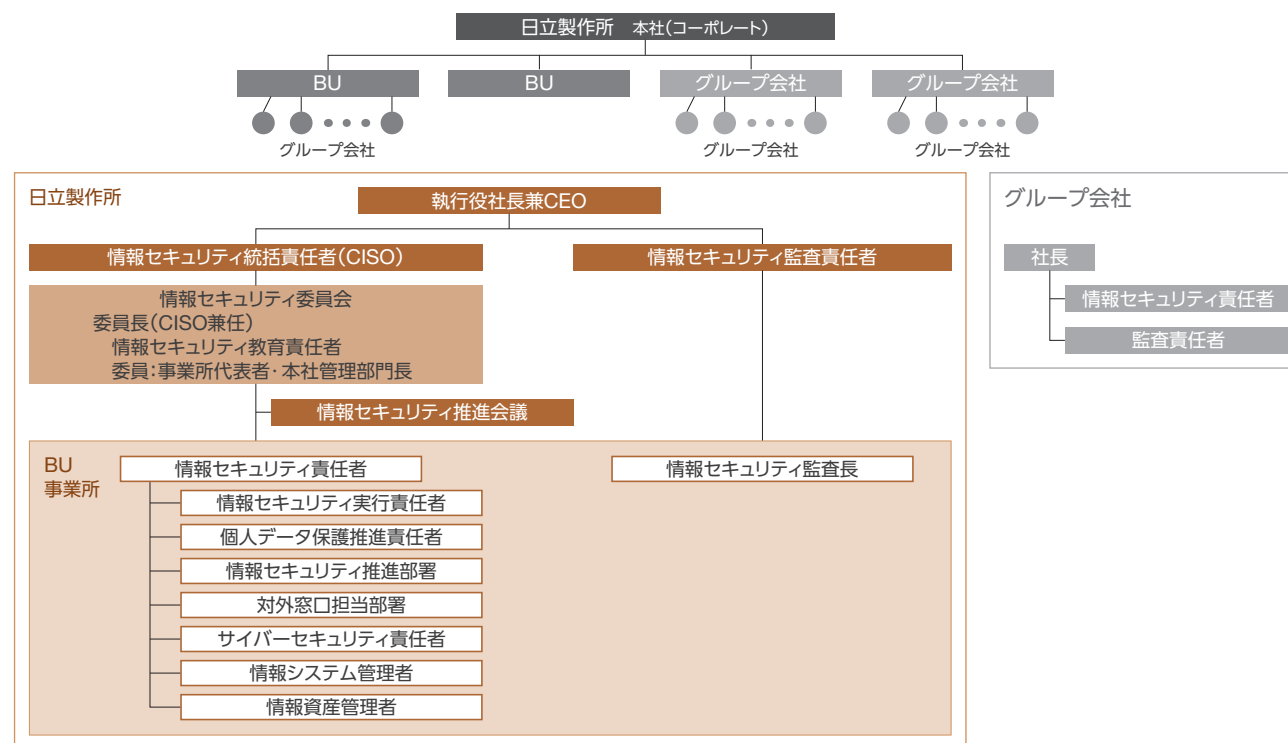 日立製作所 本社(コーポレート)
BU
BU
グループ会社
グループ会社
グループ会社
グループ会社
グループ会社
日立製作所
執行役社長兼CEO
情報セキュリティ統括責任者(CISO)
情報セキュリティ監査責任者
情報セキュリティ委員会
委員長(CISO兼任)
情報セキュリティ教育責任者
委員:事業所代表者・本社管理部門長
情報セキュリティ推進会議
BU
事業所
情報セキュリティ責任者
情報セキュリティ監査長
情報セキュリティ実行責任者
個人データ保護推進責任者
情報セキュリティ推進部署
対外窓口担当部署
サイバーセキュリティ責任者
情報システム管理者
情報資産管理者
グループ会社
社長
情報セキュリティ責任者
監査責任者